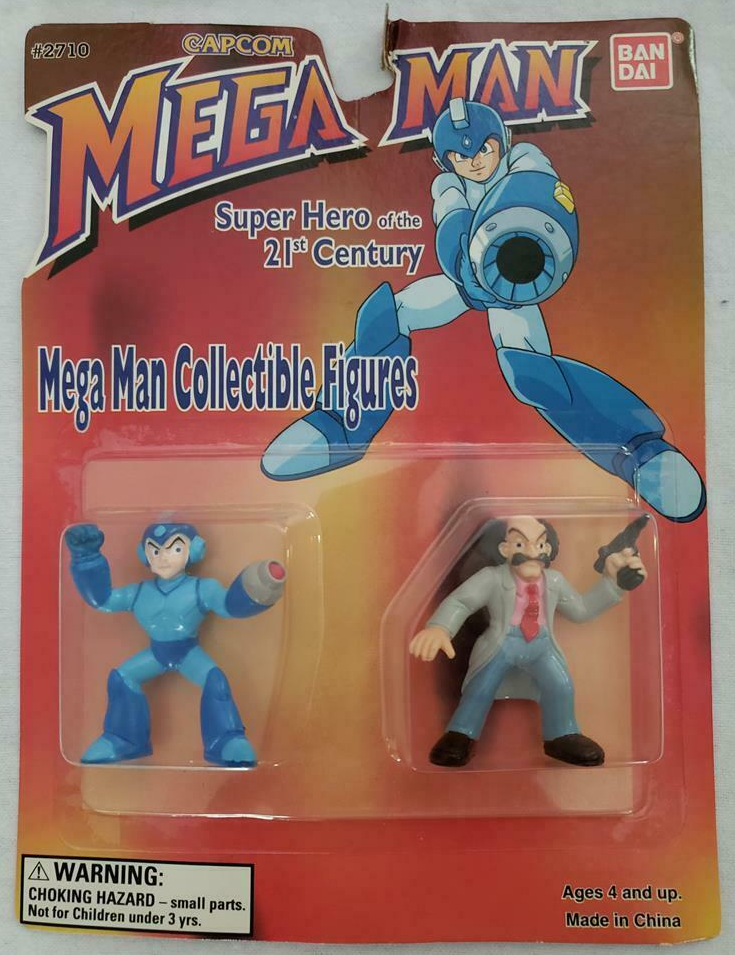 #2710
CAPCOM
MEGA MAN
BAN
DAI
®
Super Hero of the
21st Century
Mega Man Collectible Figures
⚠ WARNING:
CHOKING HAZARD – small parts.
Not for Children under 3 yrs.
Ages 4 and up.
Made in China